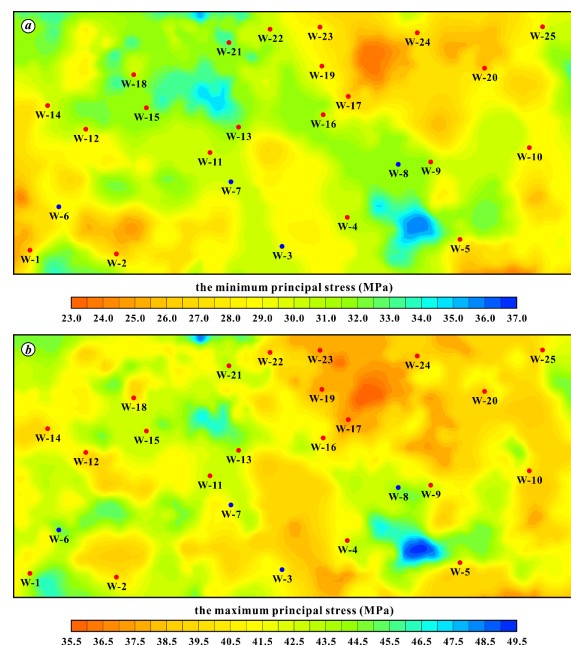 a
W-22
W-23
W-24
W-25
W-21
W-19
W-20
W-18
W-17
W-14
W-15
W-16
W-12
W-13
W-11
W-10
W-8
W-9
W-7
W-6
W-4
W-5
W-3
W-1
W-2
the minimum principal stress (MPa)
23.0 24.0 25.0 26.0 27.0 28.0 29.0 30.0 31.0 32.0 33.0 34.0 35.0 36.0 37.0
b
W-22
W-23
W-24
W-25
W-21
W-19
W-20
W-18
W-17
W-14
W-15
W-16
W-12
W-13
W-11
W-10
W-8
W-9
W-7
W-6
W-4
W-5
W-3
W-1
W-2
the maximum principal stress (MPa)
35.5 36.5 37.5 38.5 39.5 40.5 41.5 42.5 43.5 44.5 45.5 46.5 47.5 48.5 49.5